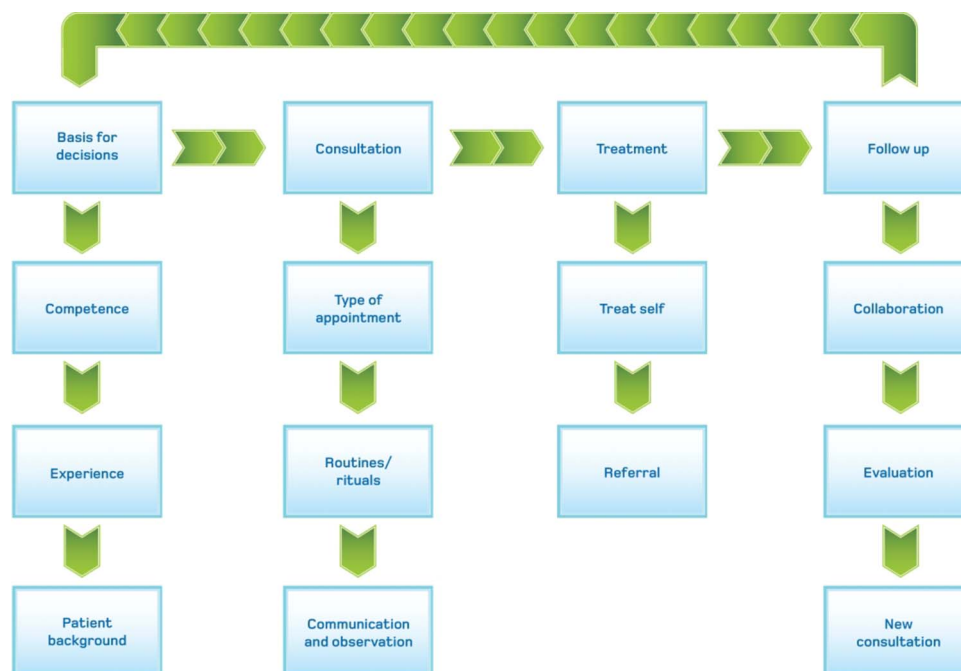 Basis for
decisions
Consultation
Treatment
Follow up
Competence
Type of
appointment
Treat self
Collaboration
Experience
Routines/
rituals
Referral
Evaluation
Patient
background
Communication
and observation
New
consultation